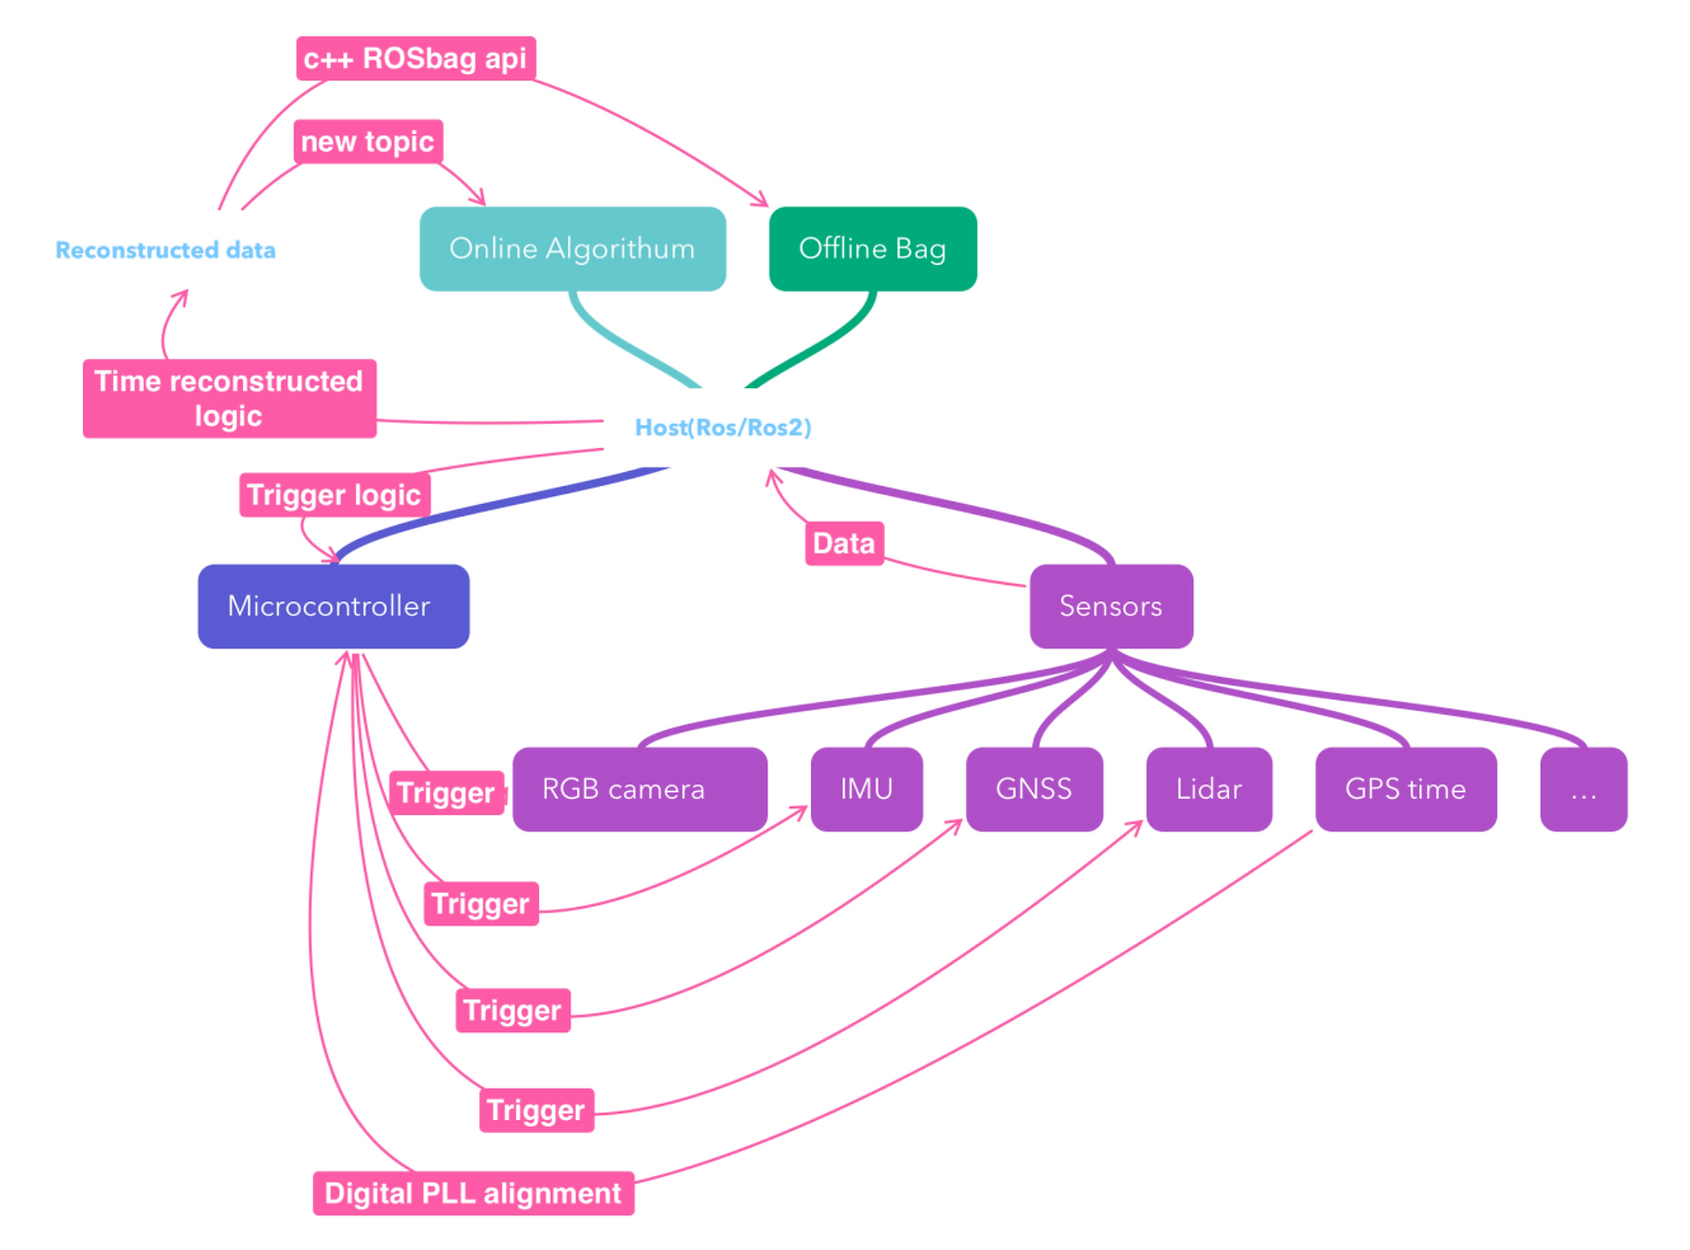 c++ ROSbag api
new topic
Reconstructed data
Online Algorithum
Offline Bag
Time reconstructed
logic
Host(Ros/Ros2)
Trigger logic
Data
Microcontroller
Sensors
Trigger
RGB camera
IMU
GNSS
Lidar
GPS time
...
Trigger
Trigger
Trigger
Digital PLL alignment